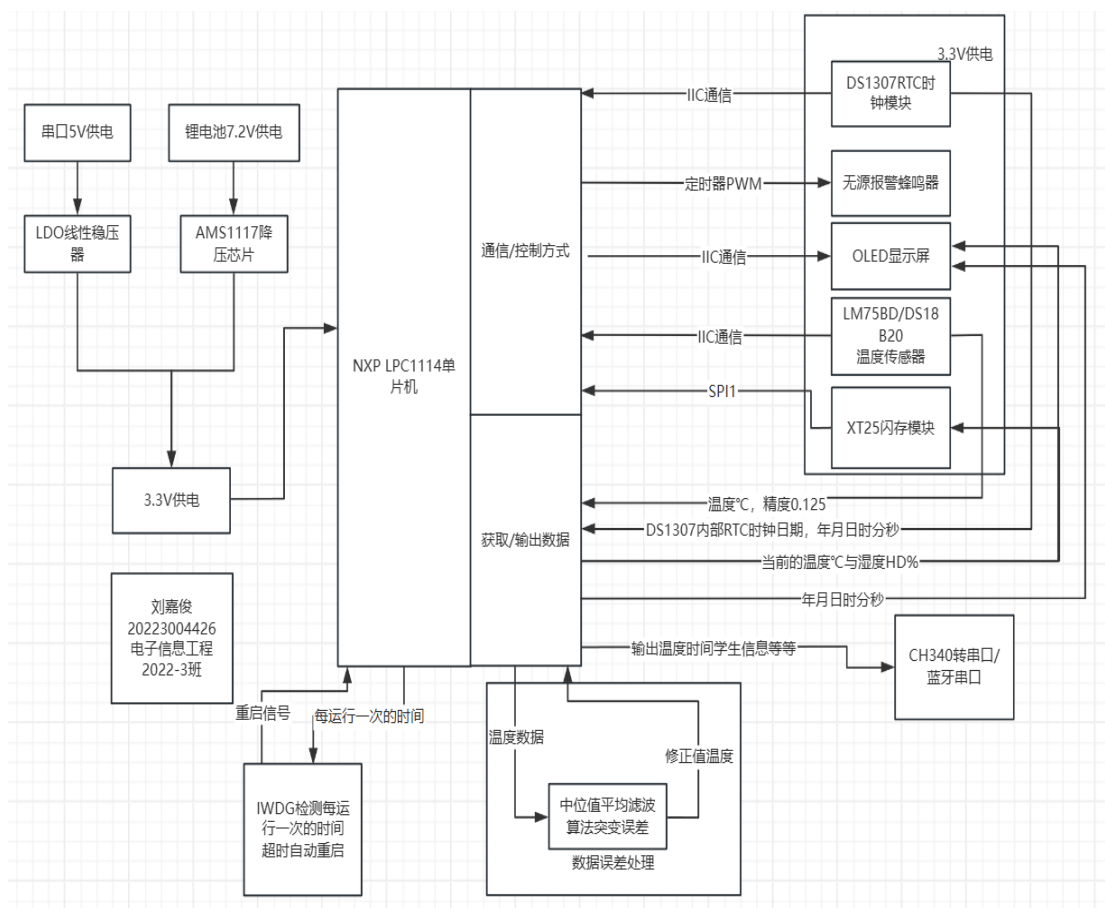 3.3V供电
DS1307RTC时
钟模块
IIC通信
串口5V供电
锂电池7.2V供电
定时器PWM
无源报警蜂鸣器
LDO线性稳压
器
AMS1117降
压芯片
通信/控制方式
IIC通信
OLED显示屏
LM75BD/DS18
B20
温度传感器
IIC通信
NXP LPC1114单
片机
SPI1
XT25闪存模块
3.3V供电
温度℃，精度0.125
DS1307内部RTC时钟日期，年月日时分秒
获取/输出数据
当前的温度℃与湿度HD%
年月日时分秒
刘嘉俊
20223004426
电子信息工程
2022-3班
输出温度时间学生信息等等
CH340转串口/
蓝牙串口
重启信号
每运行一次的时间
温度数据
修正值温度
IWDG检测每运
行一次的时间
超时自动重启
中位值平均滤波
算法突变误差
数据误差处理